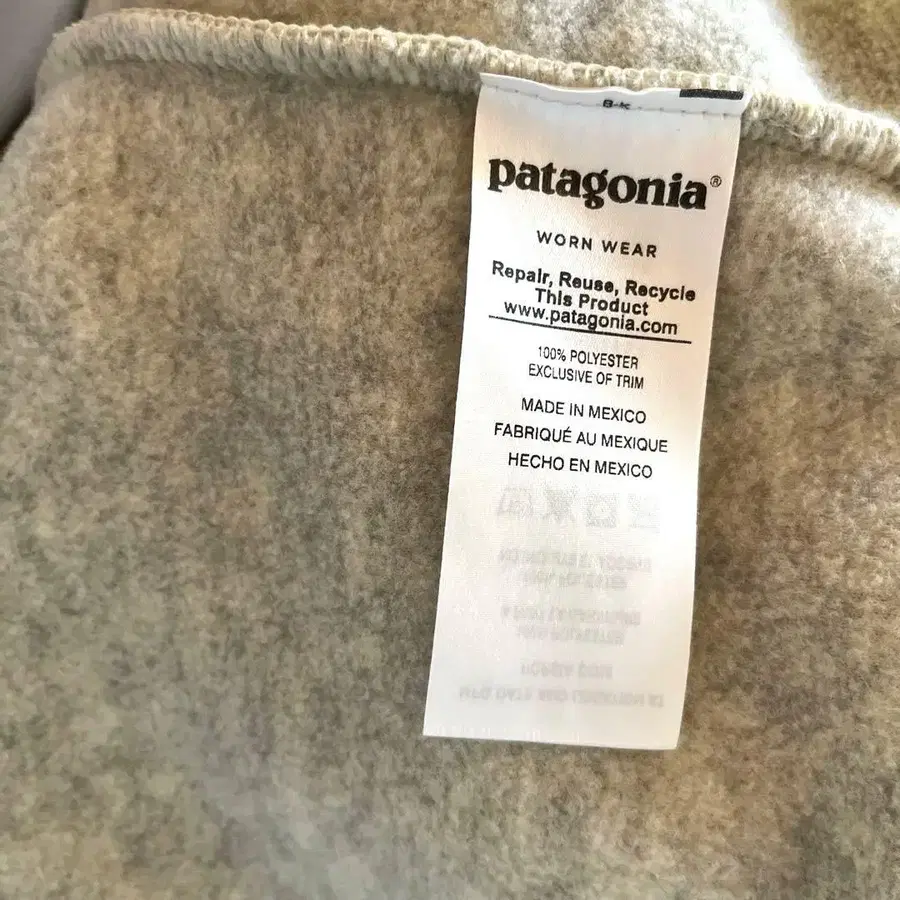 patagonia®
WORN WEAR
Repair, Reuse, Recycle
This Product
www.patagonia.com
100% POLYESTER
EXCLUSIVE OF TRIM
MADE IN MEXICO
FABRIQUÉ AU MEXIQUE
HECHO EN MEXICO